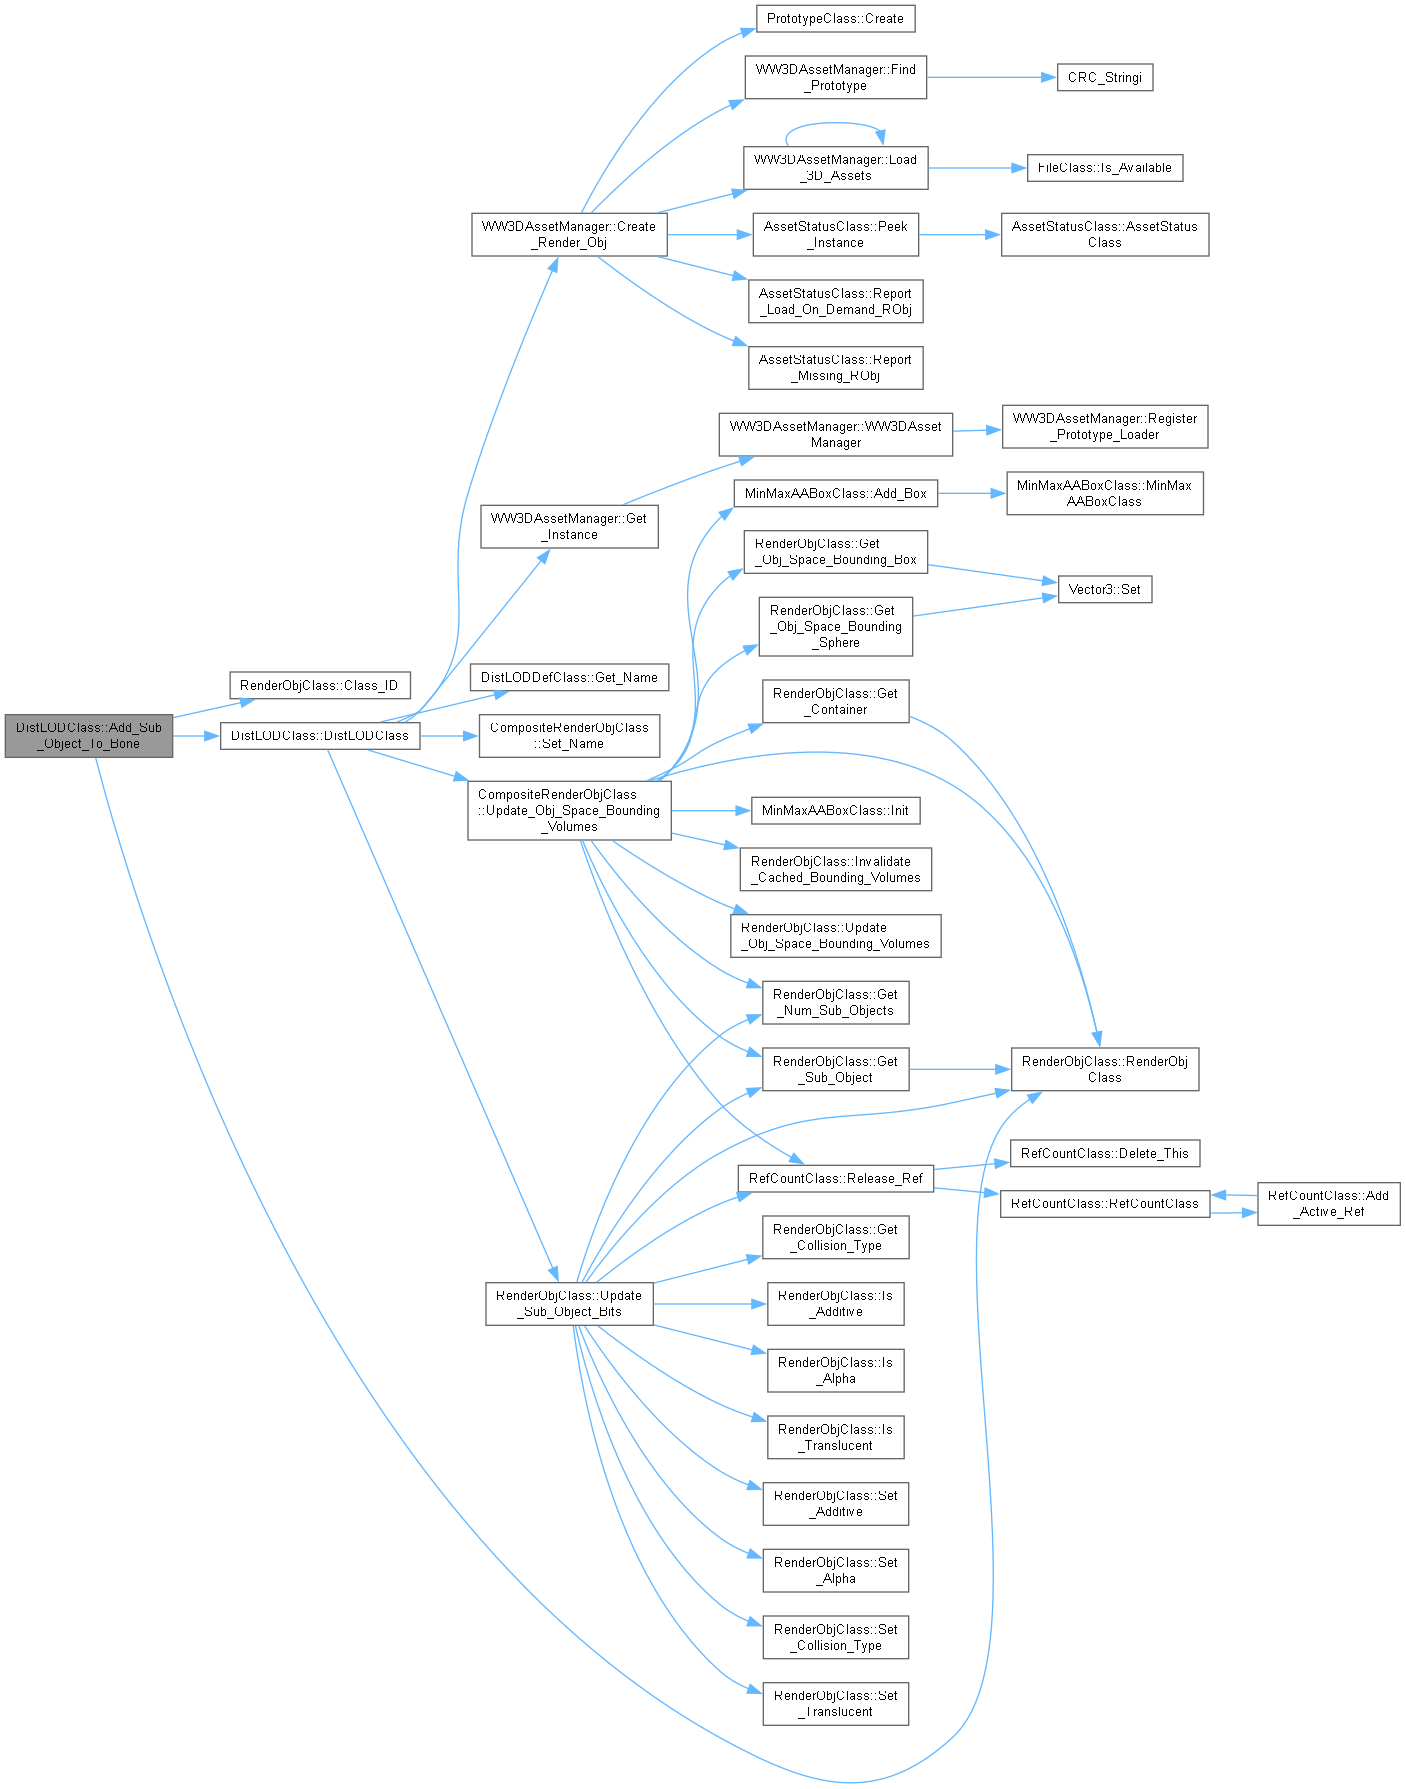 PrototypeClass::Create
WW3DAssetManager::Find
_Prototype
CRC_Stringi
WW3DAssetManager::Load
_3D_Assets
FileClass::Is_Available
WW3DAssetManager::Create
_Render_Obj
AssetStatusClass::Peek
_Instance
AssetStatusClass::AssetStatus
Class
AssetStatusClass::Report
_Load_On_Demand_RObj
AssetStatusClass::Report
_Missing_RObj
WW3DAssetManager::WW3DAsset
Manager
WW3DAssetManager::Register
_Prototype_Loader
MinMaxAABoxClass::Add_Box
MinMaxAABoxClass::MinMax
AABoxClass
WW3DAssetManager::Get
_Instance
RenderObjClass::Get
_Obj_Space_Bounding_Box
Vector3::Set
RenderObjClass::Get
_Obj_Space_Bounding
_Sphere
RenderObjClass::Class_ID
DistLODDefClass::Get_Name
RenderObjClass::Get
_Container
DistLODClass::Add_Sub
_Object_To_Bone
DistLODClass::DistLODClass
CompositeRenderObjClass
::Set_Name
CompositeRenderObjClass
::Update_Obj_Space_Bounding
_Volumes
MinMaxAABoxClass::Init
RenderObjClass::Invalidate
_Cached_Bounding_Volumes
RenderObjClass::Update
_Obj_Space_Bounding_Volumes
RenderObjClass::Get
_Num_Sub_Objects
RenderObjClass::Get
_Sub_Object
RenderObjClass::RenderObj
Class
RefCountClass::Release_Ref
RefCountClass::Delete_This
RefCountClass::RefCountClass
RefCountClass::Add
_Active_Ref
RenderObjClass::Get
_Collision_Type
RenderObjClass::Update
_Sub_Object_Bits
RenderObjClass::Is
_Additive
RenderObjClass::Is
_Alpha
RenderObjClass::Is
_Translucent
RenderObjClass::Set
_Additive
RenderObjClass::Set
_Alpha
RenderObjClass::Set
_Collision_Type
RenderObjClass::Set
_Translucent